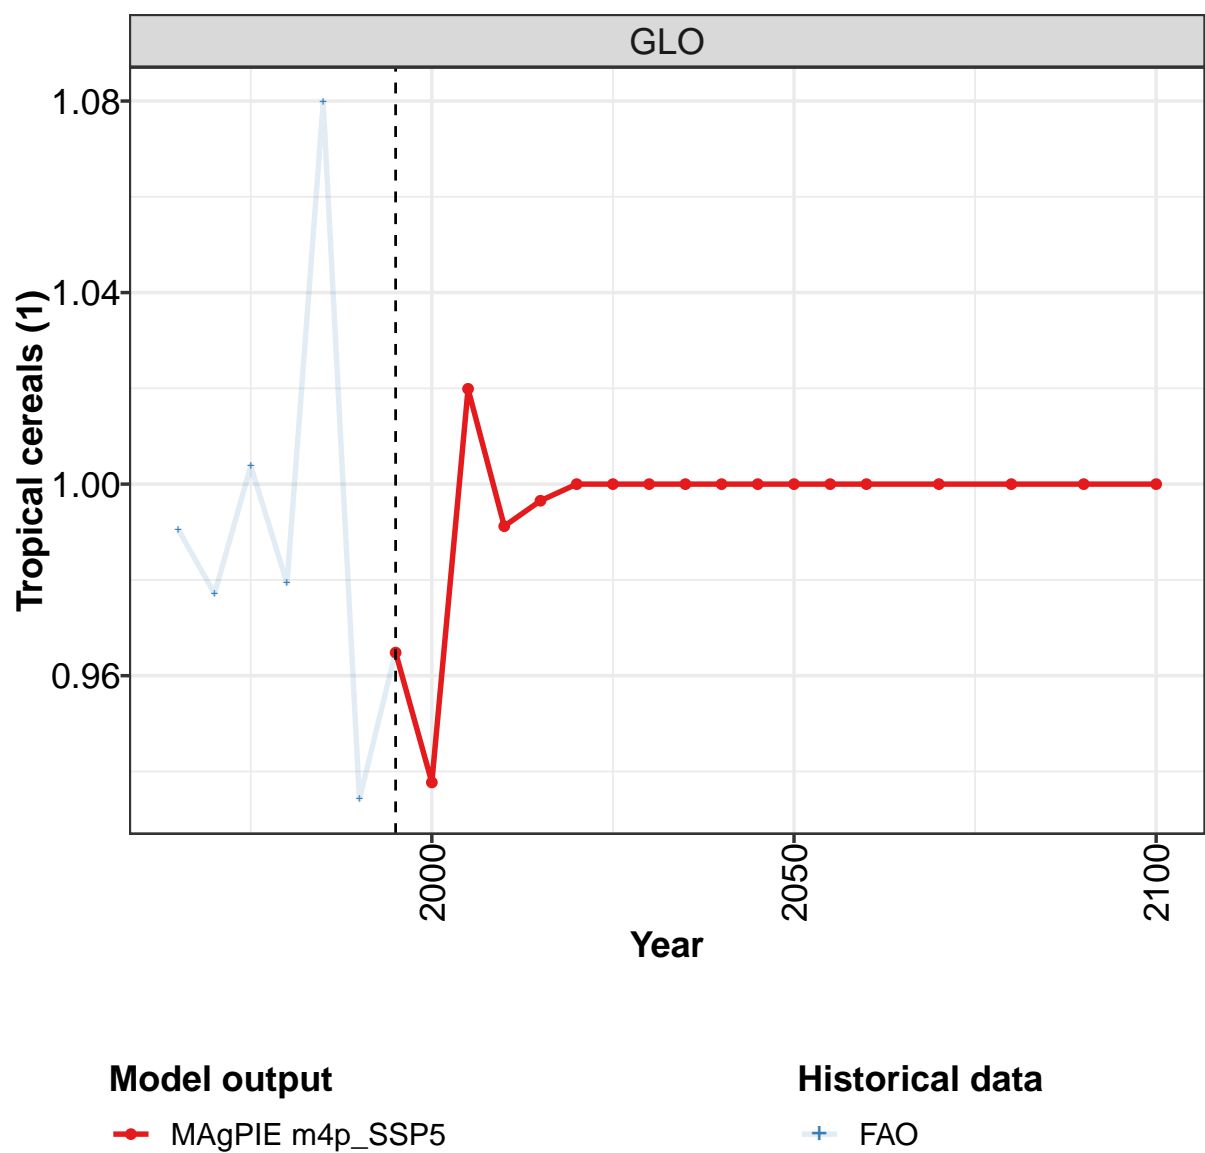 GLO
1.08
1.04
1.00
0.96
Tropical cereals (1)
2000
2050
2100
Year
Model output
MAgPIE m4p_SSP5
Historical data
FAO